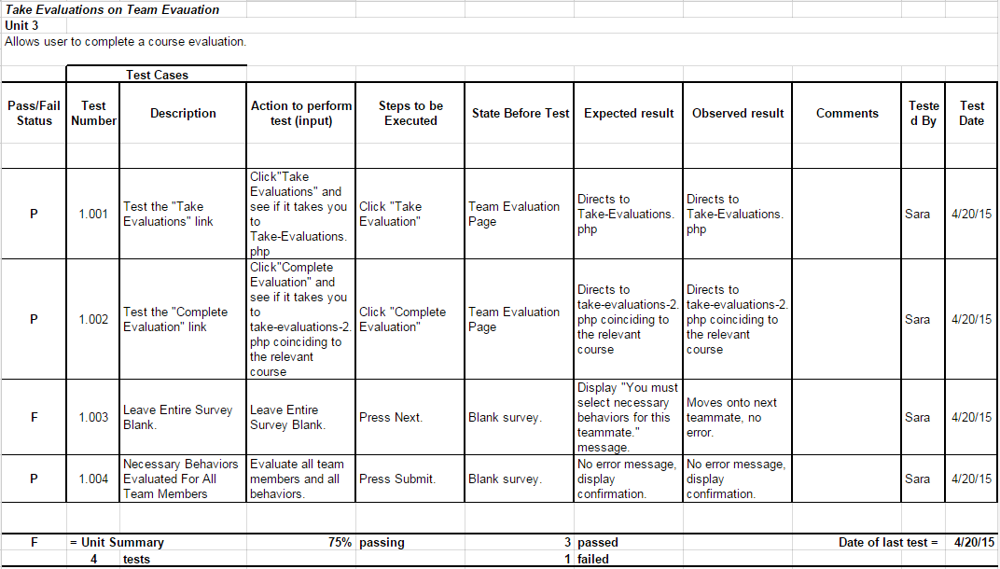 Take Evaluations on Team Evauation
Unit 3
Allows user to complete a course evaluation.
Test Cases
Pass/Fail
Status
Test
Number
Description
Action to perform
test (input)
Steps to be
Executed
State Before Test
Expected result
Observed result
Comments
Teste
d By
Test
Date
P
1.001
Test the "Take
Evaluations" link
Click"Take
Evaluations" and
see if it takes you
to
Take-Evaluations.
php
Click "Take
Evaluation"
Team Evaluation
Page
Directs to
Take-Evaluations.
php
Directs to
Take-Evaluations.
php
Sara
4/20/15
P
1.002
Test the "Complete
Evaluation" link
Click"Complete
Evaluation" and
see if it takes you
to
take-evaluations-2.
php coinciding to
the relevant
course
Click "Complete
Evaluation"
Team Evaluation
Page
Directs to
take-evaluations-2.
php coinciding to
the relevant
course
Directs to
take-evaluations-2.
php coinciding to
the relevant
course
Sara
4/20/15
F
1.003
Leave Entire Survey
Blank.
Leave Entire
Survey Blank.
Press Next.
Blank survey.
Display "You must
select necessary
behaviors for this
teammate."
message.
Moves onto next
teammate, no
error.
Sara
4/20/15
P
1.004
Necessary Behaviors
Evaluated For All
Team Members
Evaluate all team
members and all
behaviors.
Press Submit.
Blank survey.
No error message,
display
confirmation.
No error message,
display
confirmation.
Sara
4/20/15
F = Unit Summary 75% passing 3 passed Date of last test = 4/20/15
4 tests 1 failed